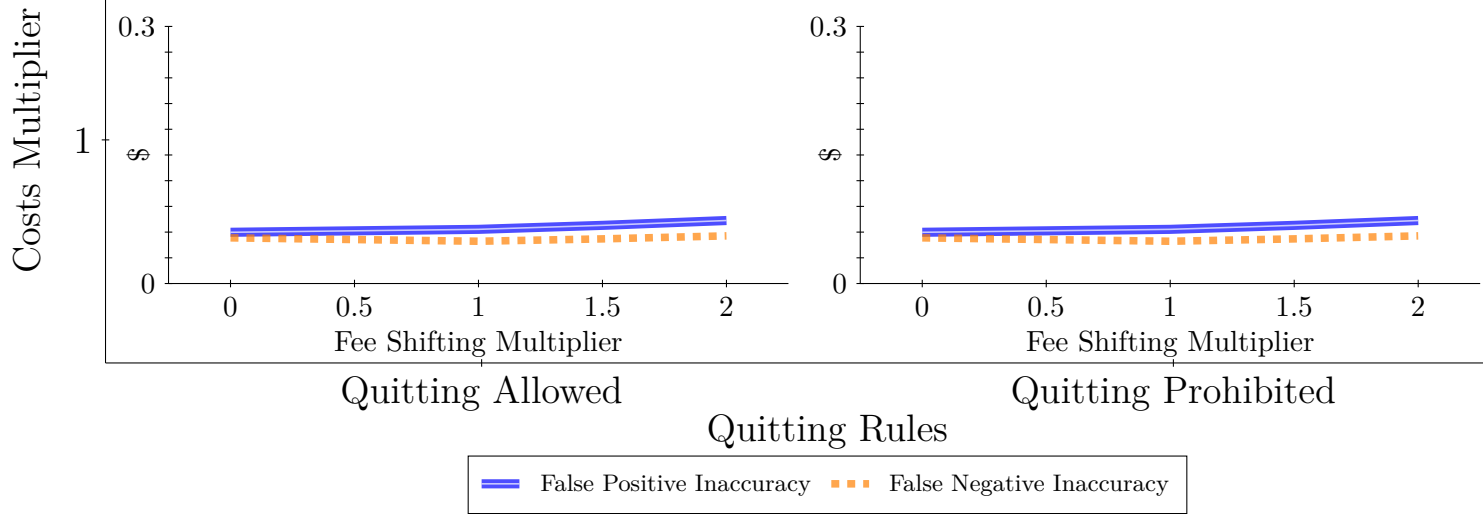 Costs Multiplier
1
0.3
$
0
0 0.5 1 1.5 2
Fee Shifting Multiplier
0.3
$
0
0 0.5 1 1.5 2
Fee Shifting Multiplier
Quitting Allowed
Quitting Prohibited
Quitting Rules
False Positive Inaccuracy
False Negative Inaccuracy